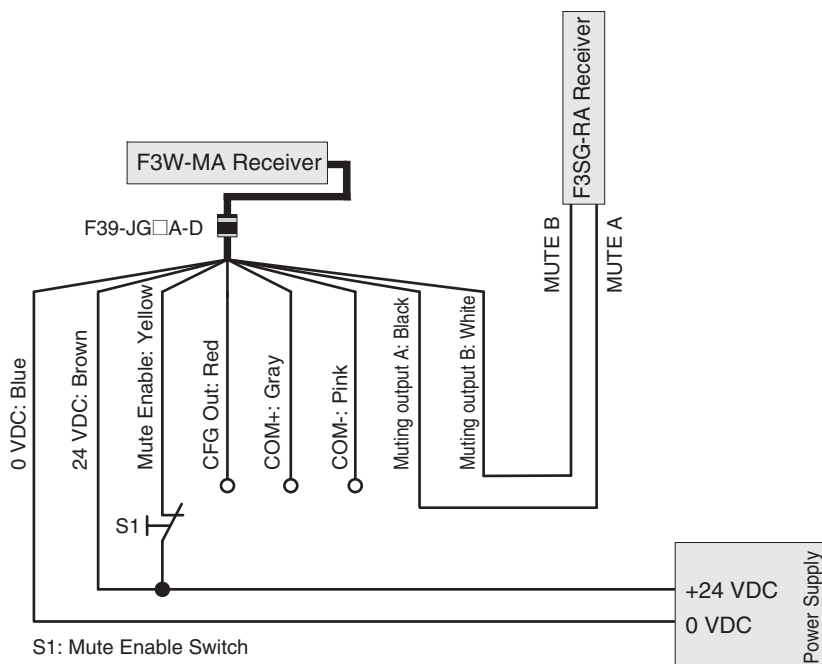 F3SG-RA Receiver
F3W-MA Receiver
F39-JG□A-D
MUTE B
MUTE A
0 VDC: Blue
24 VDC: Brown
Mute Enable: Yellow
CFG Out: Red
COM+: Gray
COM-: Pink
Muting output A: Black
Muting output B: White
S1
+24 VDC
0 VDC
Power Supply
S1: Mute Enable Switch